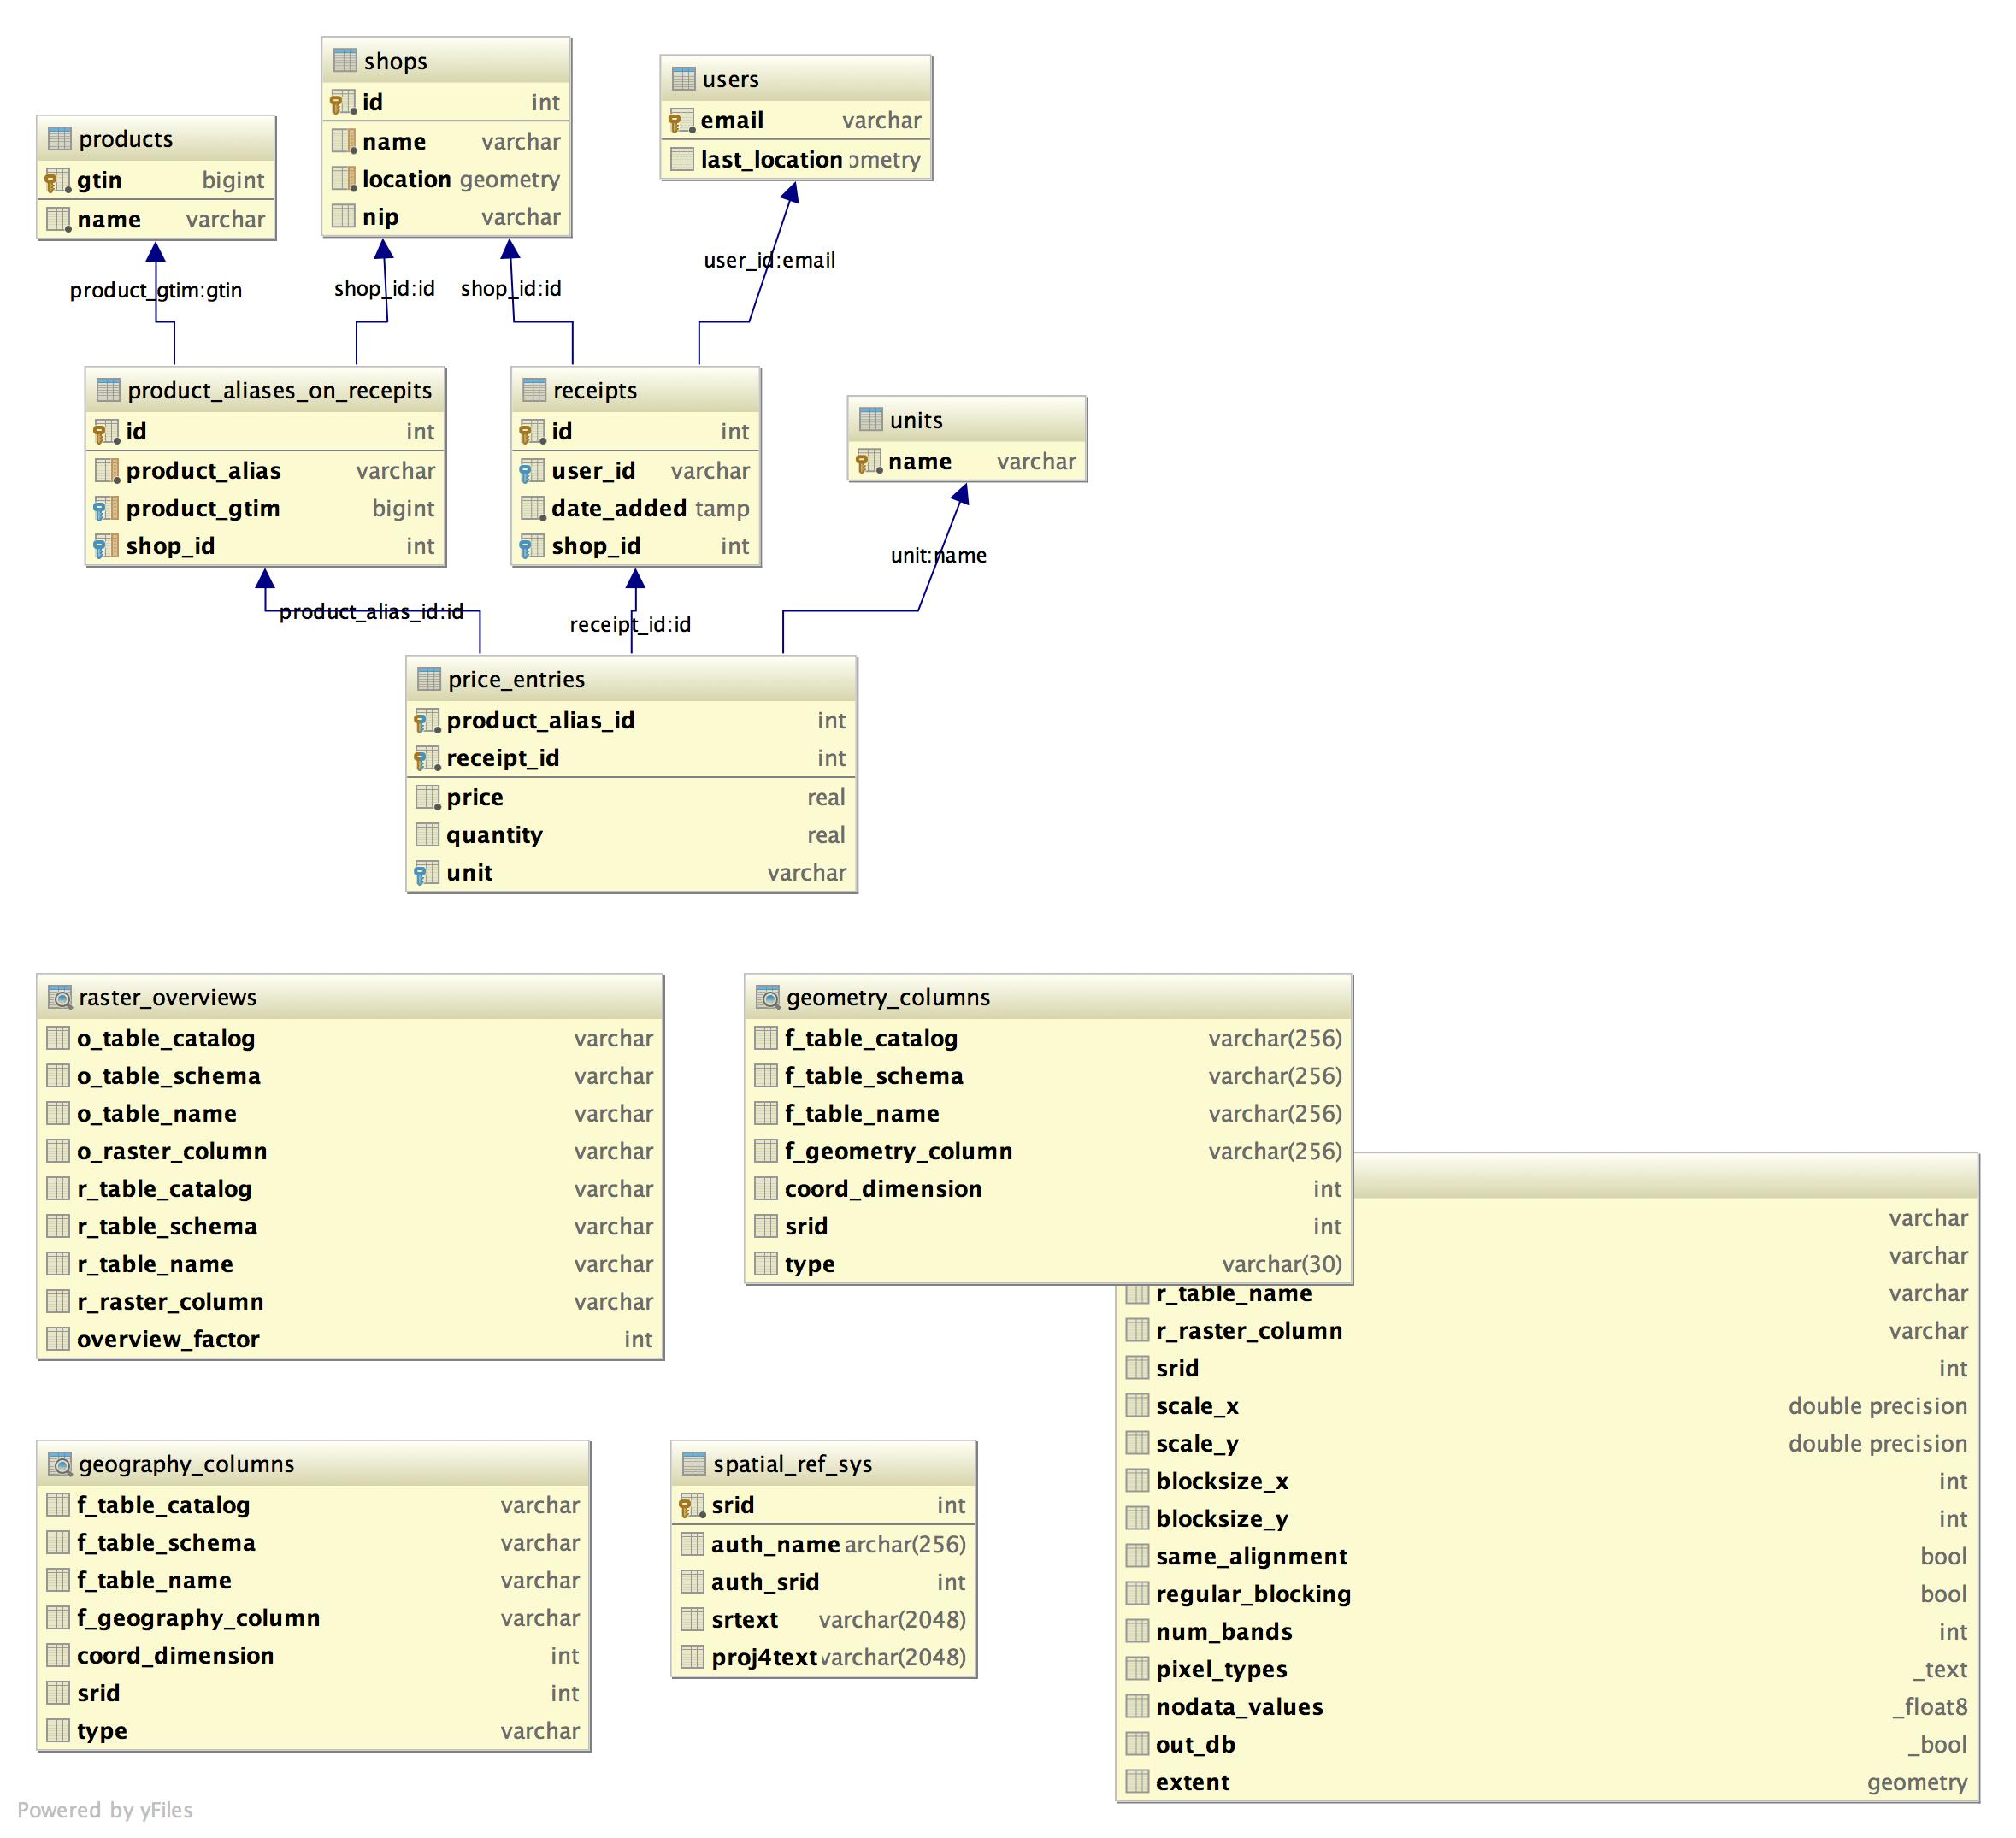 shops
id int
name varchar
location geometry
nip varchar
users
email varchar
last_location ometry
products
gtin bigint
name varchar
product_gtim:gtin
shop_id:id
shop_id:id
user_id:email
product_aliases_on_recepits
id int
product_alias varchar
product_gtim bigint
shop_id int
receipts
id int
user_id varchar
date_added tamp
shop_id int
units
name varchar
product_alias_id:id
receipt_id:id
unit:name
price_entries
product_alias_id int
receipt_id int
price real
quantity real
unit varchar
raster_overviews
o_table_catalog varchar
o_table_schema varchar
o_table_name varchar
o_raster_column varchar
r_table_catalog varchar
r_table_schema varchar
r_table_name varchar
r_raster_column varchar
overview_factor int
geometry_columns
f_table_catalog varchar(256)
f_table_schema varchar(256)
f_table_name varchar(256)
f_geometry_column varchar(256)
coord_dimension int
srid int
type varchar(30)
varchar
varchar
r_table_name varchar
r_raster_column varchar
srid int
scale_x double precision
scale_y double precision
blocksize_x int
blocksize_y int
same_alignment bool
regular_blocking bool
num_bands int
pixel_types _text
nodata_values _float8
out_db _bool
extent geometry
geography_columns
f_table_catalog varchar
f_table_schema varchar
f_table_name varchar
f_geography_column varchar
coord_dimension int
srid int
type varchar
spatial_ref_sys
srid int
auth_name archar(256)
auth_srid int
srtext varchar(2048)
proj4text varchar(2048)
Powered by yFiles